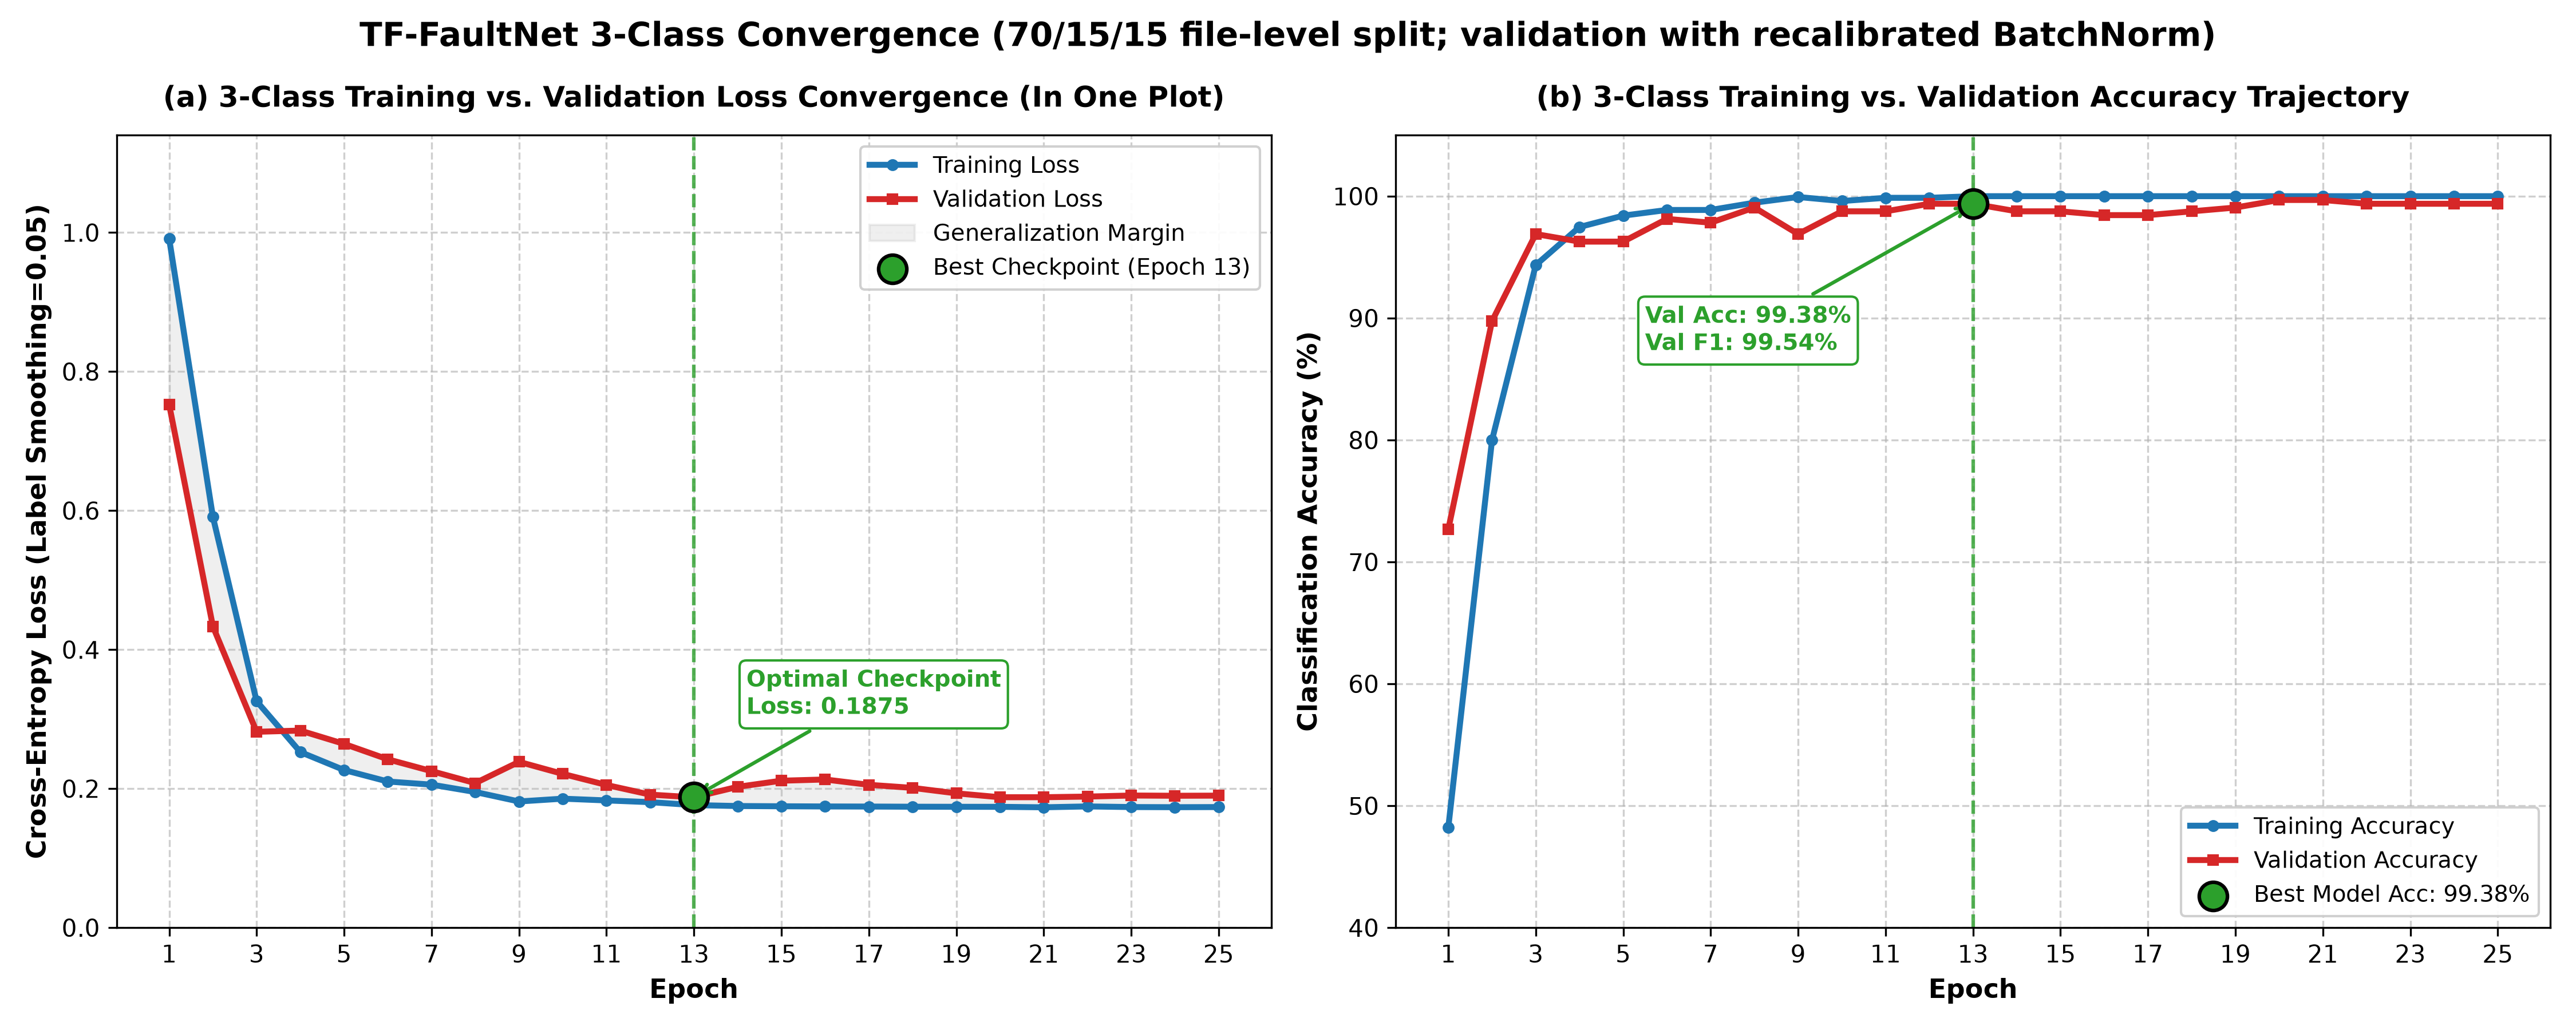 TF-FaultNet 3-Class Convergence (70/15/15 file-level split; validation with recalibrated BatchNorm)
(a) 3-Class Training vs. Validation Loss Convergence (In One Plot)
Cross-Entropy Loss (Label Smoothing=0.05)
1.0
0.8
0.6
0.4
0.2
0.0
Training Loss
Validation Loss
Generalization Margin
Best Checkpoint (Epoch 13)
Optimal Checkpoint
Loss: 0.1875
1 3 5 7 9 11 13 15 17 19 21 23 25
Epoch
(b) 3-Class Training vs. Validation Accuracy Trajectory
Classification Accuracy (%)
100
90
80
70
60
50
40
Val Acc: 99.38%
Val F1: 99.54%
Training Accuracy
Validation Accuracy
Best Model Acc: 99.38%
1 3 5 7 9 11 13 15 17 19 21 23 25
Epoch